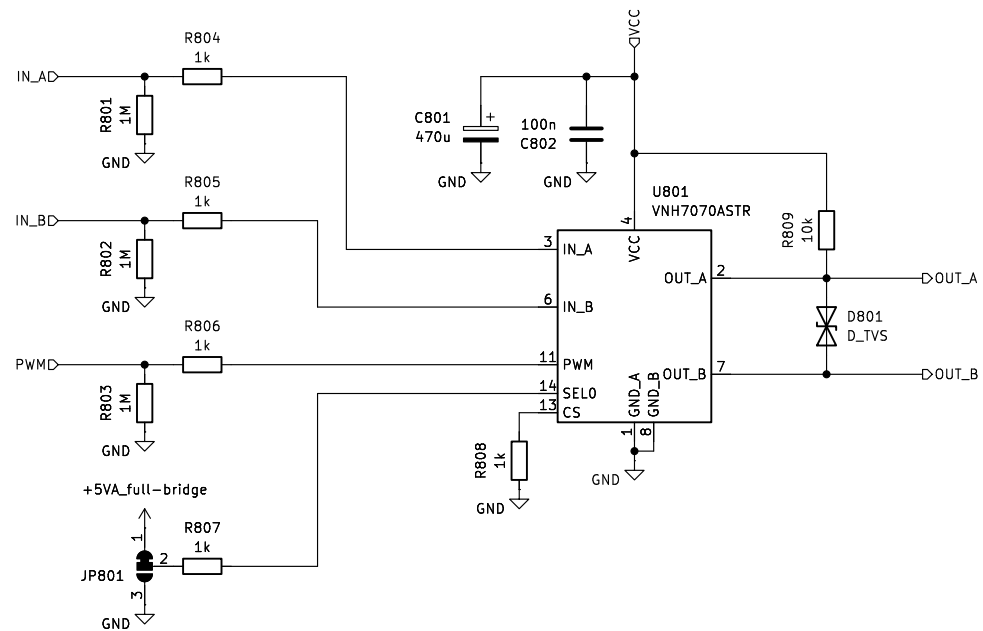 VCC
R804
1k
IN_A
R801
1M
GND
C801
470u
+
GND
100n
C802
GND
R805
1k
IN_B
R802
1M
GND
U801
VNH7070ASTR
4
VCC
R809
10k
3
IN_A
2
OUT_A
OUT_A
6
IN_B
D801
D_TVS
R806
1k
PWM
R803
1M
GND
11
PWM
14
SEL0
13
CS
7
OUT_B
OUT_B
GND_A
GND_B
1
8
GND
R808
1k
GND
+5VA_full-bridge
R807
1k
1
2
JP801
3
GND